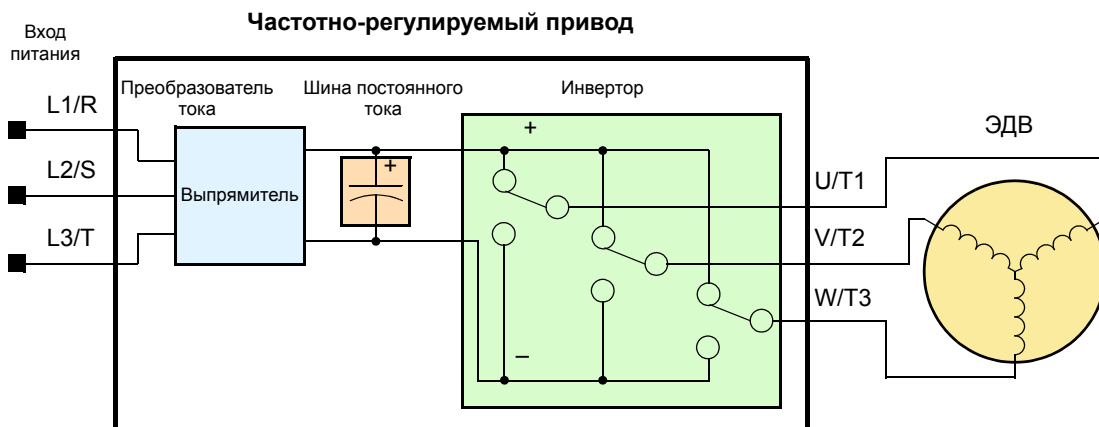 Частотно-регулируемый привод
Вход
питания
Преобразователь
тока
Шина постоянного
тока
Инвертор
L1/R
L2/S
L3/T
Выпрямитель
+
+
–
U/T1
V/T2
W/T3
ЭДВ